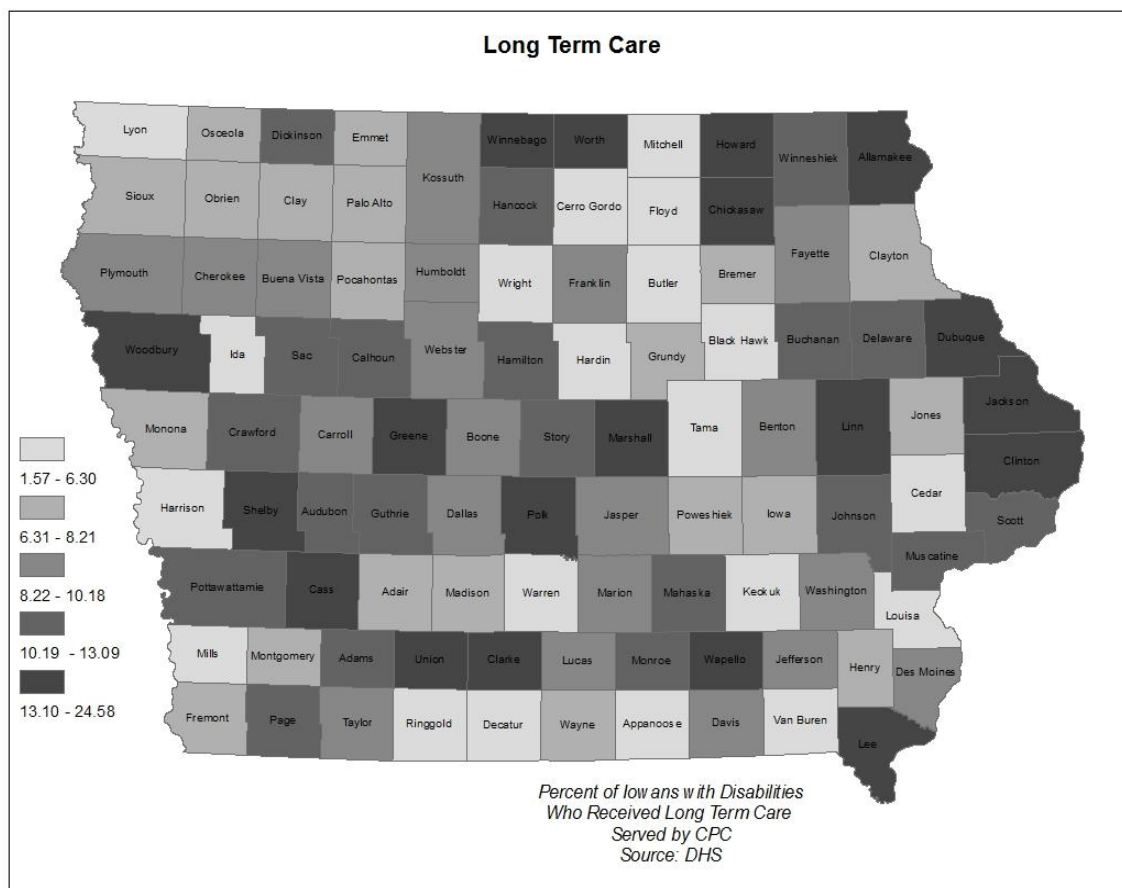 Long Term Care
Lyon Osceola Dickinson Emmet Kossuth Winnebago Worth Mitchell Howard Winneshiek Allamakee
Sioux Obrien Clay Palo Alto Hancock Cerro Gordo Floyd Chickasaw
Plymouth Cherokee Buena Vista Pocahontas Humboldt Wright Franklin Butler Bremer Fayette Clayton
Woodbury Ida Sac Calhoun Webster Hamilton Hardin Grundy Black Hawk Buchanan Delaware Dubuque
Monona Crawford Carroll Greene Boone Story Marshall Tama Benton Linn Jones Jackson
Clinton
Harrison Shelby Audubon Guthrie Dallas Polk Jasper Poweshiek Iowa Johnson Cedar Scott
Muscatine
Pottawattamie Cass Adair Madison Warren Marion Mahaska Keokuk Washington Louisa
Mills Montgomery Adams Union Clarke Lucas Monroe Wapello Jefferson Henry Des Moines
Fremont Page Taylor Ringgold Decatur Wayne Appanoose Davis Van Buren Lee
1.57 - 6.30
6.31 - 8.21
8.22 - 10.18
10.19 - 13.09
13.10 - 24.58
Percent of Iowans with Disabilities
Who Received Long Term Care
Served by CPC
Source: DHS